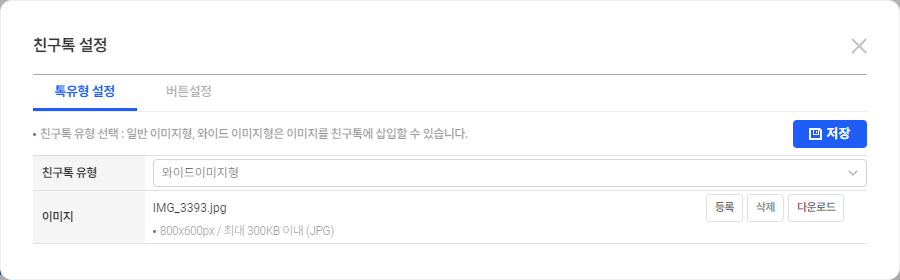 친구톡 설정
톡유형 설정 버튼설정
• 친구톡 유형 선택 : 일반 이미지형, 와이드 이미지형은 이미지를 친구톡에 삽입할 수 있습니다. 저장
친구톡 유형 와이드이미지형
이미지 IMG_3393.jpg 등록 삭제 다운로드
• 800x600px / 최대 300KB 이내 (JPG)